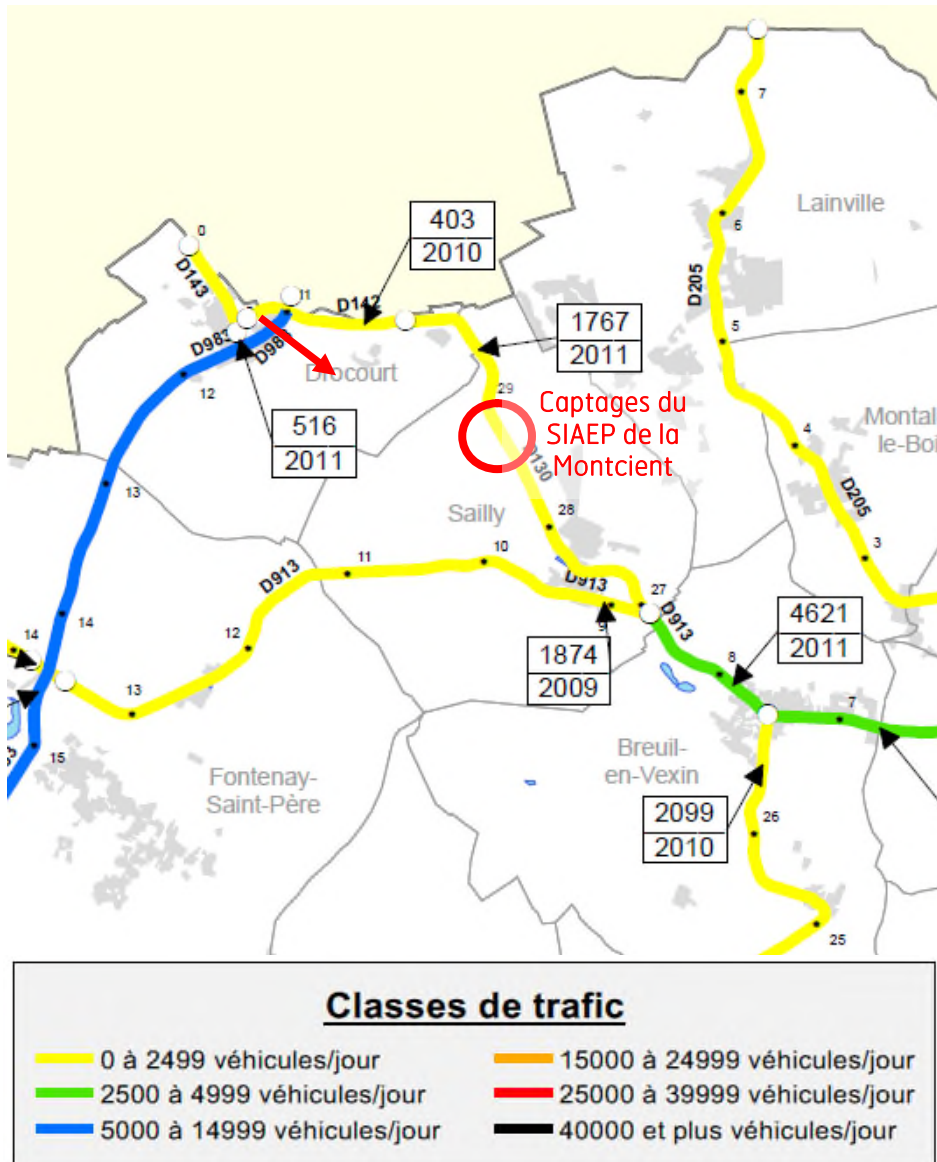 7
Lainville
403
2010
0
D143
6
D205
11
D142
1767
2011
5
D983
Drocourt
12
29
Captages du
SIAEP de la
Montcient
4
516
2011
D130
D205
13
Sailly
28
3
10
11
D913
D913
27
D913
9
14
14
12
4621
2011
1874
2009
8
13
7
15
Breuil-
en-Vexin
Fontenay-
Saint-Père
2099
2010
26
25
Classes de trafic
0 à 2499 véhicules/jour
15000 à 24999 véhicules/jour
2500 à 4999 véhicules/jour
25000 à 39999 véhicules/jour
5000 à 14999 véhicules/jour
40000 et plus véhicules/jour